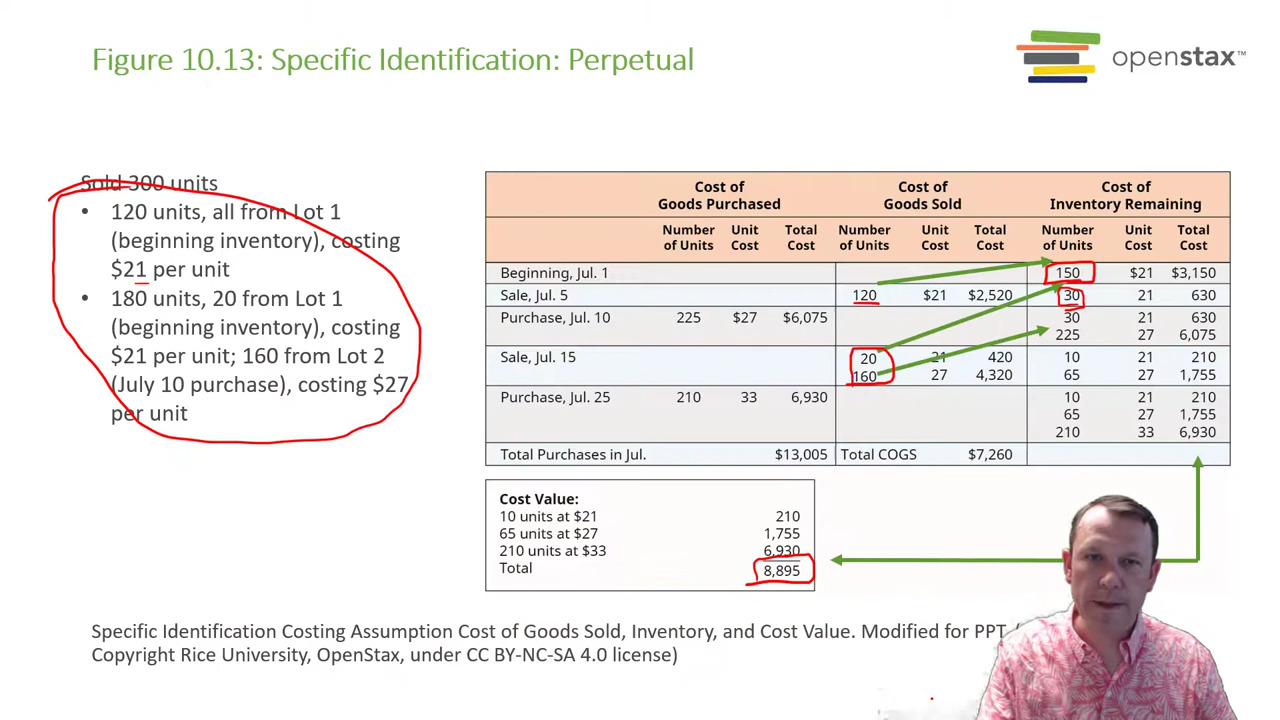 Figure 10.13: Specific Identification: Perpetual
openstax™
Sold 300 units
• 120 units, all from Lot 1
(beginning inventory), costing
$21 per unit
• 180 units, 20 from Lot 1
(beginning inventory), costing
$21 per unit; 160 from Lot 2
(July 10 purchase), costing $27
per unit
Cost of Cost of Cost of
Goods Purchased Goods Sold Inventory Remaining
Number Unit Total Number Unit Total Number Unit Total
of Units Cost Cost of Units Cost Cost of Units Cost Cost
Beginning, Jul. 1 150 $21 $3,150
Sale, Jul. 5 120 $21 $2,520 30 21 630
Purchase, Jul. 10 225 $27 $6,075 30 21 630
225 27 6,075
Sale, Jul. 15 20 21 420 10 21 210
160 27 4,320 65 27 1,755
Purchase, Jul. 25 210 33 6,930 10 21 210
65 27 1,755
210 33 6,930
Total Purchases in Jul. $13,005 Total COGS $7,260
Cost Value:
10 units at $21 210
65 units at $27 1,755
210 units at $33 6,930
Total 8,895
Specific Identification Costing Assumption Cost of Goods Sold, Inventory, and Cost Value. Modified for PPT
Copyright Rice University, OpenStax, under CC BY-NC-SA 4.0 license)